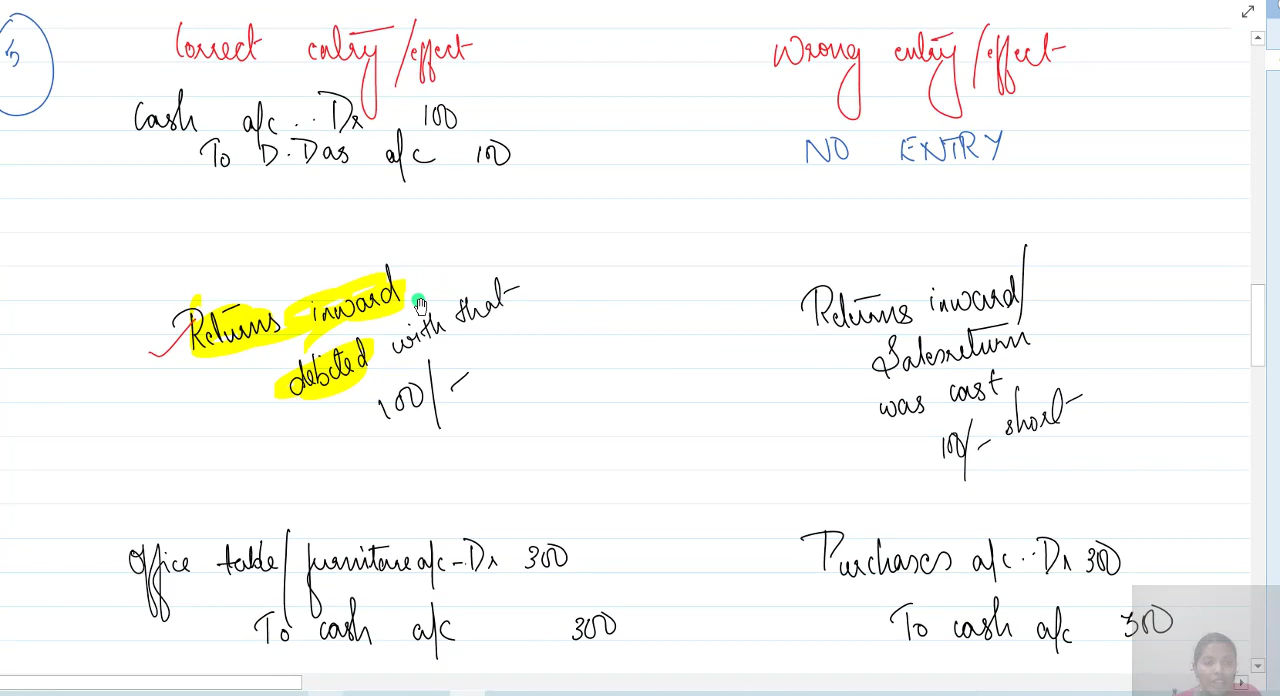 5
Correct entry/effect
Wrong entry/effect
Cash a/c .. Dr 100
To D.Das a/c 100
NO ENTRY
Returns inward
debited with that
100/-
Returns inward/
Salesreturn
was cast
100/- short
Office table/furniture a/c -.Dr 300
To cash a/c 300
Purchases a/c ..Dr 300
To cash a/c 300